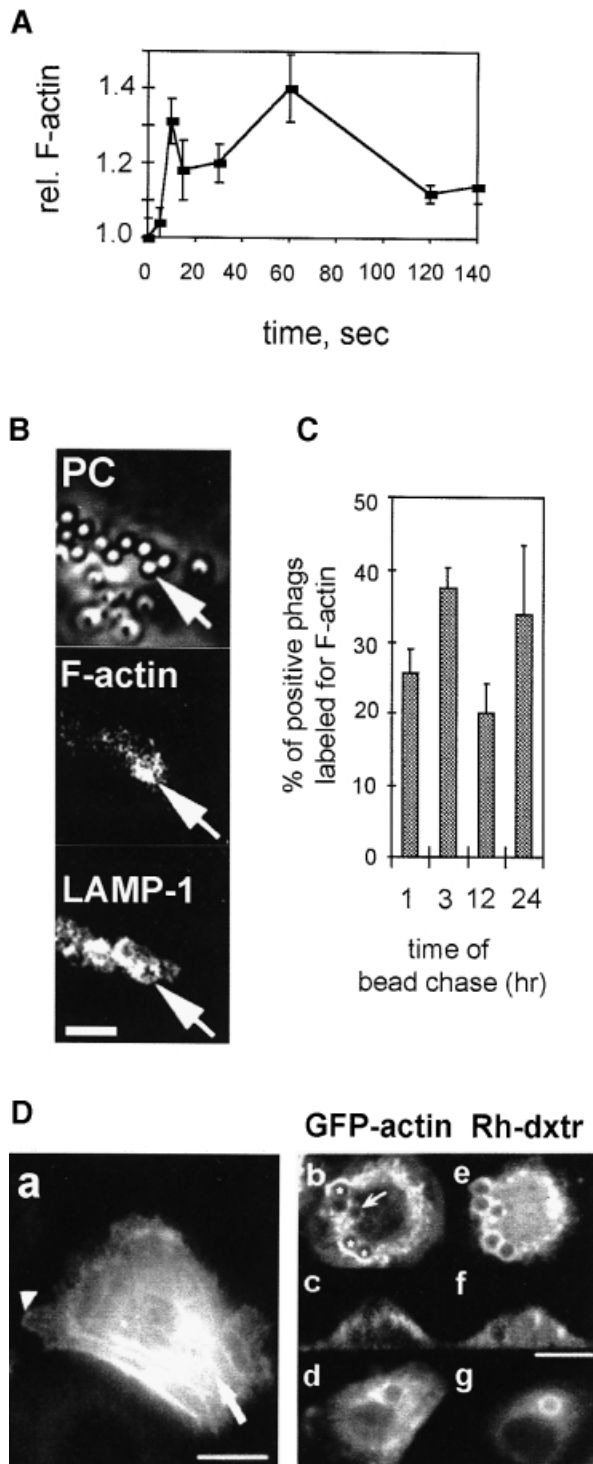 A
rel. F-actin
1.4
1.2
1.0
0 20 40 60 80 100 120 140
time, sec
B
PC
F-actin
LAMP-1
C
% of positive phags
labeled for F-actin
50
40
30
20
10
0
1 3 12 24
time of
bead chase (hr)
D
GFP-actin Rh-dxtr
a
b
e
c
f
d
g